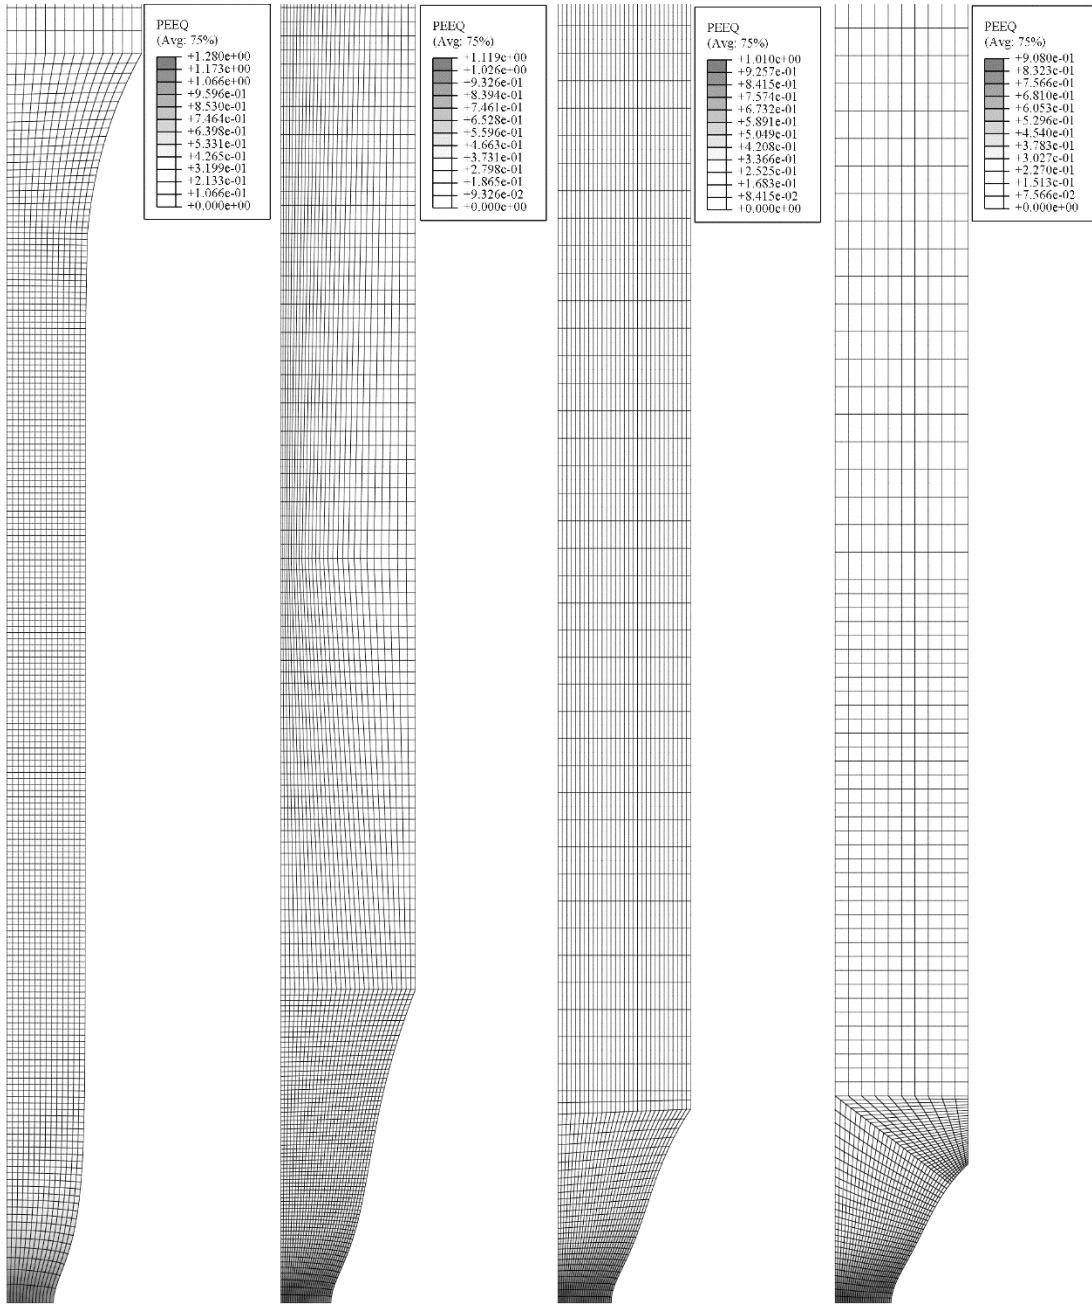 PEEQ
(Avg: 75%)
+1.280e+00
+1.173e+00
+1.066e+00
+9.596e-01
+8.530e-01
+7.464e-01
+6.398e-01
+5.331e-01
+4.265e-01
+3.199e-01
+2.133e-01
+1.066e-01
+0.000e+00
PEEQ
(Avg: 75%)
+1.119e+00
+1.026e+00
+9.326e-01
+8.394e-01
+7.461e-01
+6.528e-01
+5.596e-01
+4.663e-01
+3.731e-01
+2.798e-01
+1.865e-01
+9.326e-02
+0.000e+00
PEEQ
(Avg: 75%)
+1.010e+00
+9.257e-01
+8.415e-01
+7.574e-01
+6.732e-01
+5.891e-01
+5.049e-01
+4.208e-01
+3.366e-01
+2.525e-01
+1.683e-01
+8.415e-02
+0.000e+00
PEEQ
(Avg: 75%)
+9.080e-01
+8.323e-01
+7.566e-01
+6.810e-01
+6.053e-01
+5.296e-01
+4.540e-01
+3.783e-01
+3.027e-01
+2.270e-01
+1.513e-01
+7.566e-02
+0.000e+00